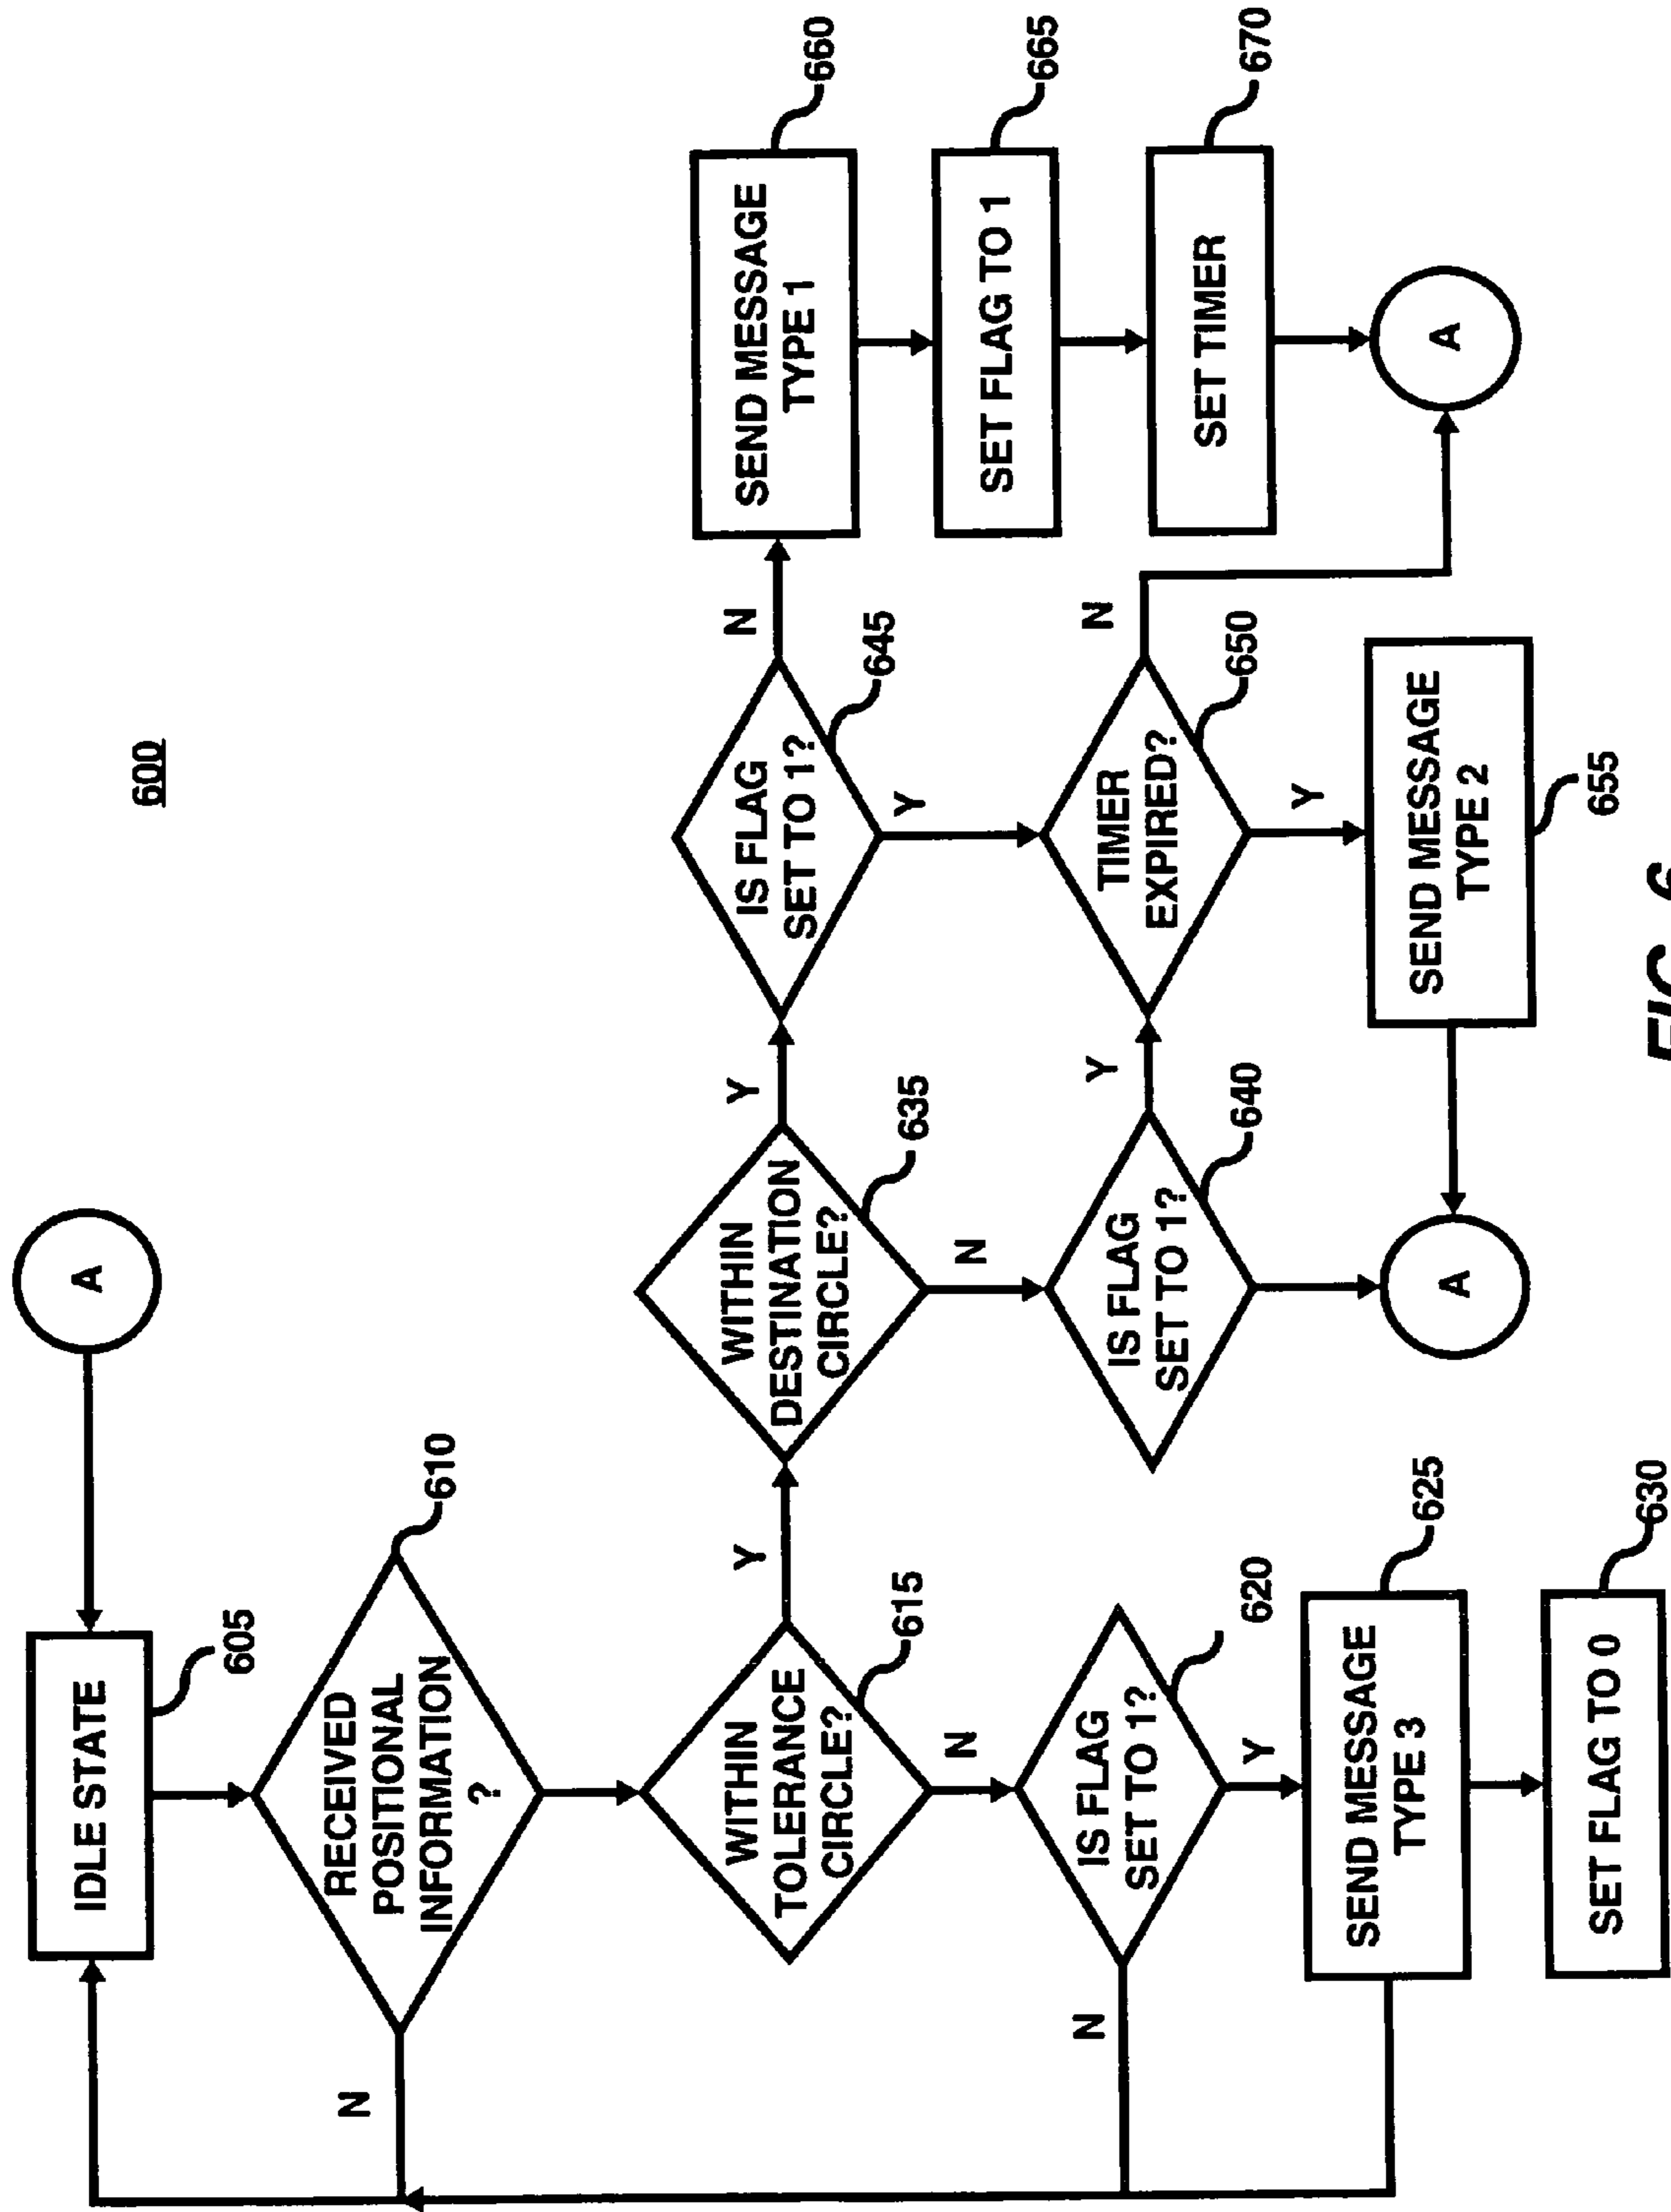 600
A
IDLE STATE
605
RECEIVED
POSITIONAL
INFORMATION
?
610
N
WITHIN
TOLERANCE
CIRCLE?
615
Y
N
IS FLAG
SET TO 1?
620
N
Y
SEND MESSAGE
TYPE 3
625
SET FLAG TO 0
630
WITHIN
DESTINATION
CIRCLE?
635
Y
N
IS FLAG
SET TO 1?
640
Y
A
IS FLAG
SET TO 1?
645
N
Y
TIMER
EXPIRED?
650
N
Y
SEND MESSAGE
TYPE 2
655
SEND MESSAGE
TYPE 1
660
SET FLAG TO 1
665
SET TIMER
670
A